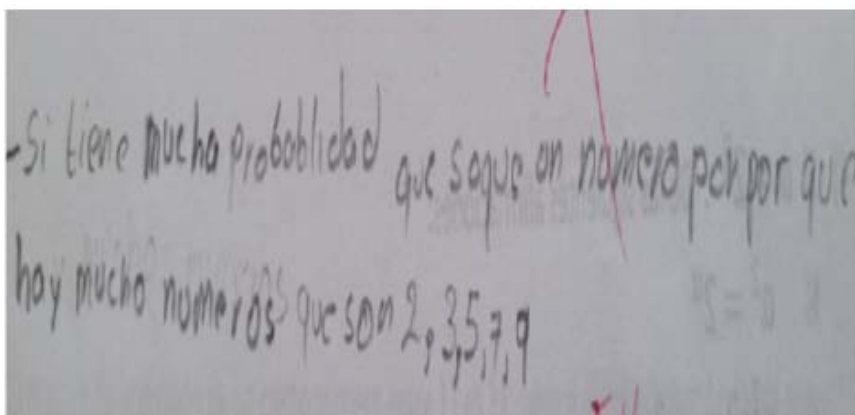 -Si tiene mucha probablidad que saque un numero por por que
hay mucho numeros que son 2, 3, 5, 7, 9